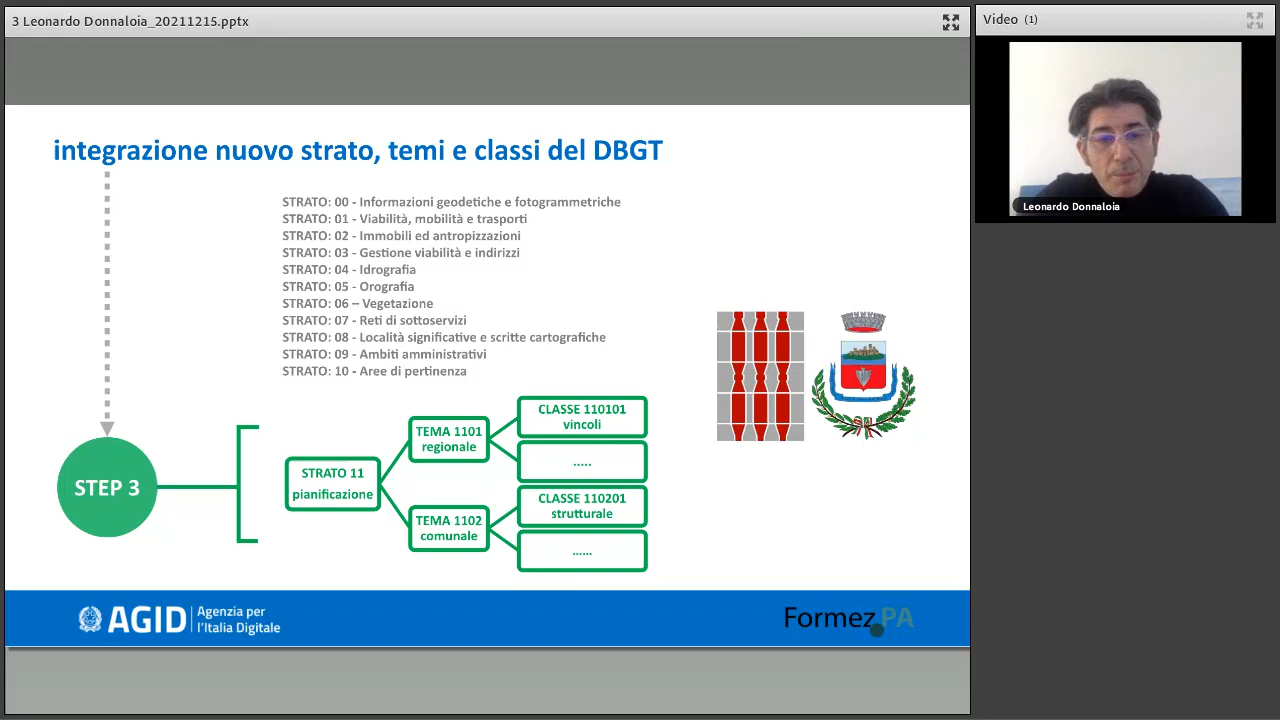 3 Leonardo Donnaloia_20211215.pptx
Video (1)
Leonardo Donnaloia
integrazione nuovo strato, temi e classi del DBGT
STRATO: 00 - Informazioni geodetiche e fotogrammetriche
STRATO: 01 - Viabilità, mobilità e trasporti
STRATO: 02 - Immobili ed antropizzazioni
STRATO: 03 - Gestione viabilità e indirizzi
STRATO: 04 - Idrografia
STRATO: 05 - Orografia
STRATO: 06 – Vegetazione
STRATO: 07 - Reti di sottoservizi
STRATO: 08 - Località significative e scritte cartografiche
STRATO: 09 - Ambiti amministrativi
STRATO: 10 - Aree di pertinenza
STEP 3
STRATO 11
pianificazione
TEMA 1101
regionale
CLASSE 110101
vincoli
.....
TEMA 1102
comunale
CLASSE 110201
strutturale
......
AGID
Agenzia per
l'Italia Digitale
Formez PA